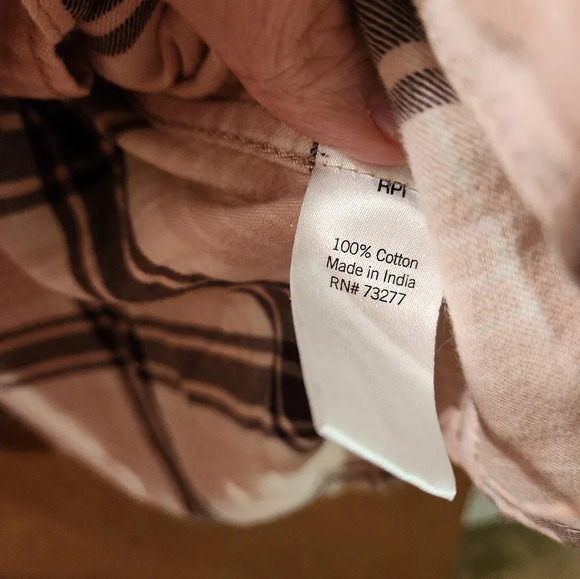 RPI
100% Cotton
Made in India
RN# 73277